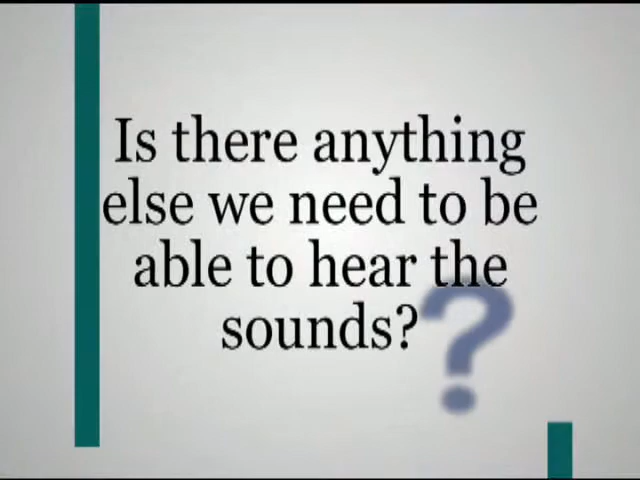 Is there anything
else we need to be
able to hear the
sounds?
?